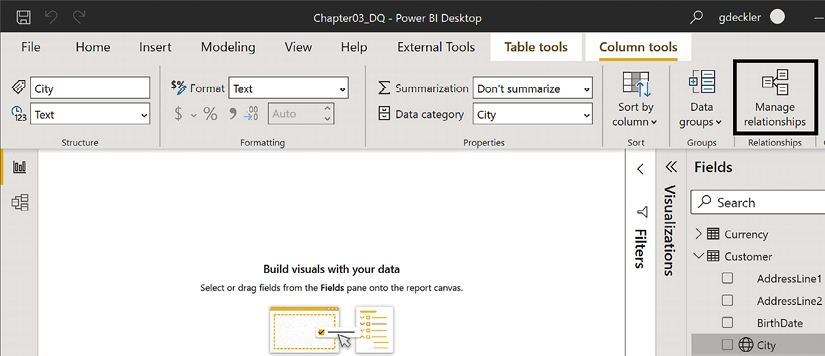 Chapter03_DQ - Power BI Desktop
gdeckler
File Home Insert Modeling View Help External Tools Table tools Column tools
City
Text
Structure
$% Format Text
$ % 9 .00
Auto
Formatting
Summarization Don't summarize
Data category City
Properties
Sort by
column
Sort
Data
groups
Groups
Manage
relationships
Relationships
Filters
Visualizations
Fields
Search
Currency
Customer
AddressLine1
AddressLine2
BirthDate
City
Build visuals with your data
Select or drag fields from the Fields pane onto the report canvas.